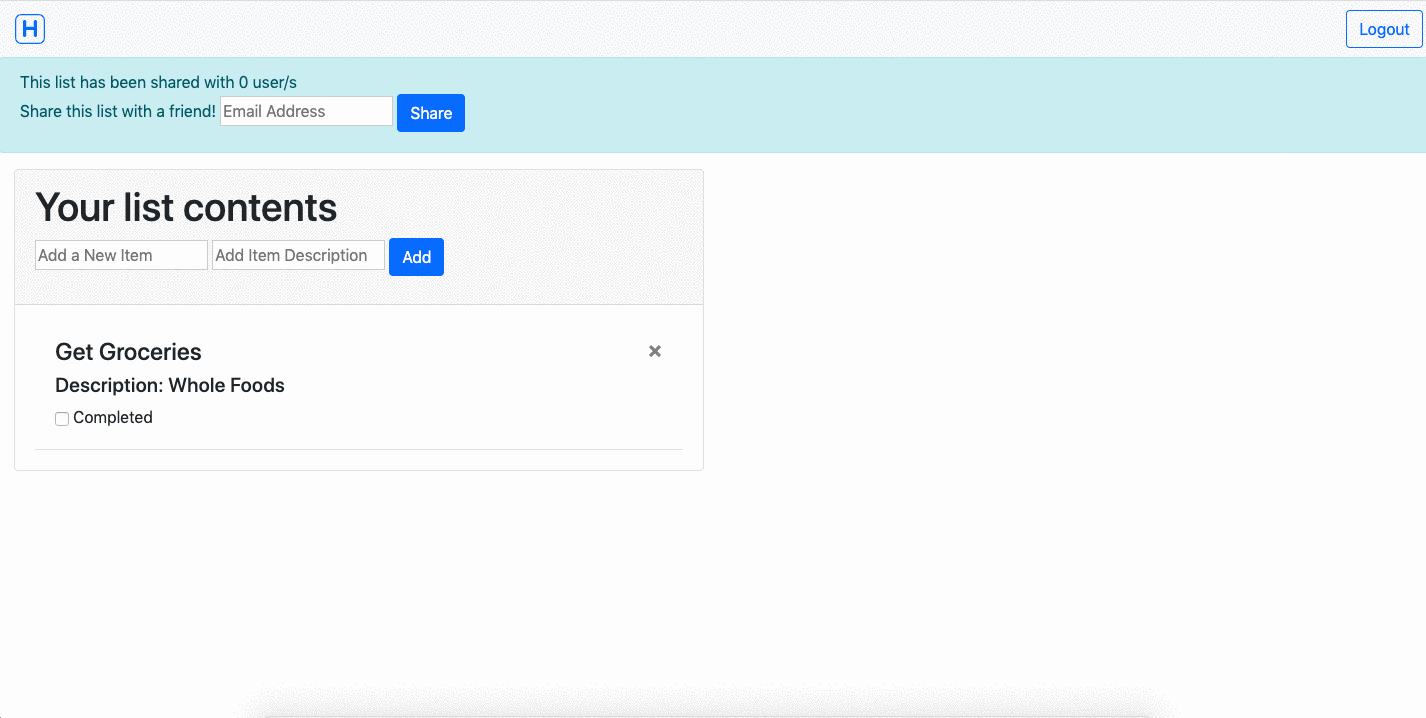 H
Logout
This list has been shared with 0 user/s
Share this list with a friend! Email Address Share
Your list contents
Add a New Item Add Item Description Add
Get Groceries ×
Description: Whole Foods
Completed